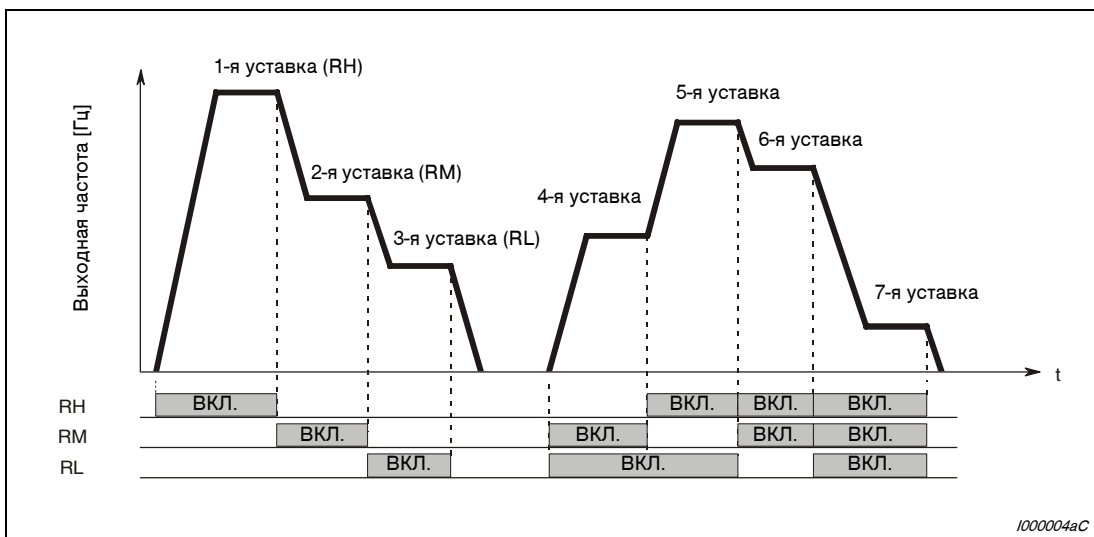 Выходная частота [Гц]
1-я уставка (RH)
2-я уставка (RM)
3-я уставка (RL)
4-я уставка
5-я уставка
6-я уставка
7-я уставка
t
RH ВКЛ. ВКЛ. ВКЛ. ВКЛ.
RM ВКЛ. ВКЛ. ВКЛ. ВКЛ.
RL ВКЛ. ВКЛ. ВКЛ.
I000004aC